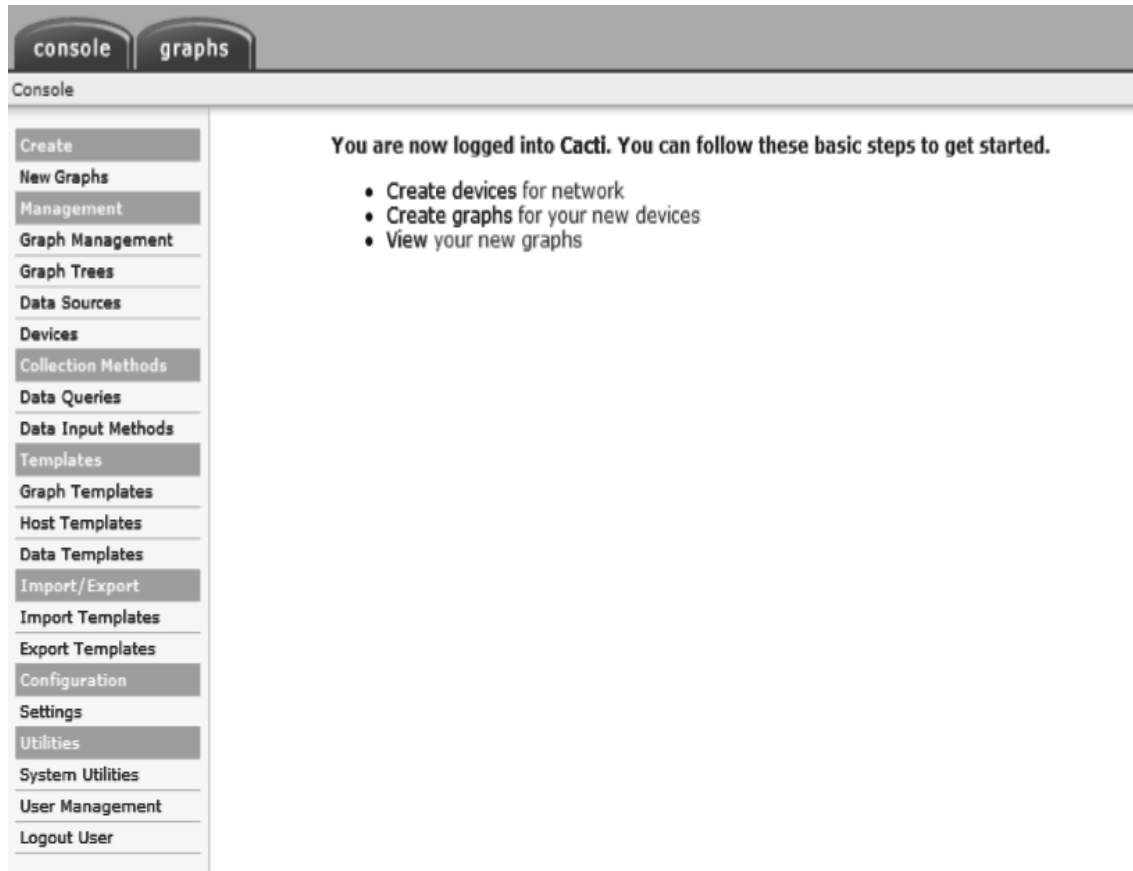 console graphs
Console
Create
New Graphs
Management
Graph Management
Graph Trees
Data Sources
Devices
Collection Methods
Data Queries
Data Input Methods
Templates
Graph Templates
Host Templates
Data Templates
Import/Export
Import Templates
Export Templates
Configuration
Settings
Utilities
System Utilities
User Management
Logout User
You are now logged into Cacti. You can follow these basic steps to get started.
• Create devices for network
• Create graphs for your new devices
• View your new graphs